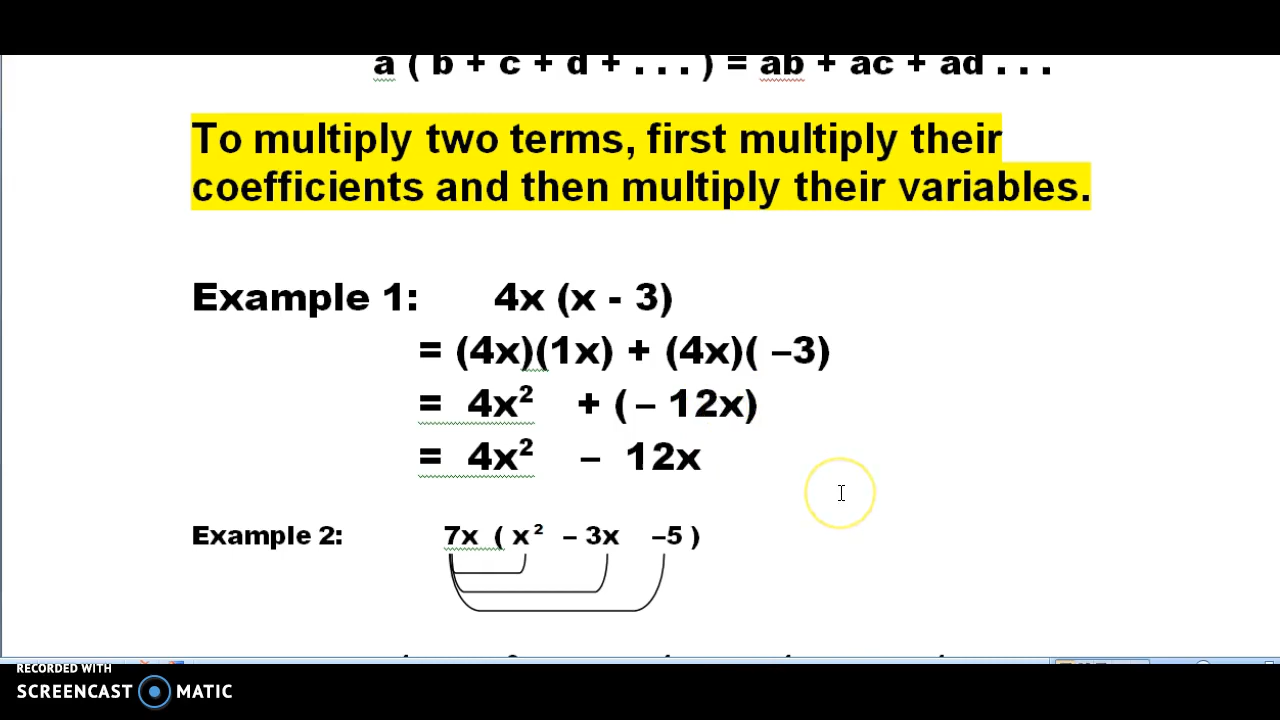 a ( b + c + d + . . . ) = ab + ac + ad . . .
To multiply two terms, first multiply their
coefficients and then multiply their variables.
Example 1: 4x (x - 3)
= (4x)(1x) + (4x)( –3)
= 4x² + ( – 12x)
= 4x² – 12x
Example 2: 7x ( x² – 3x –5 )
RECORDED WITH
SCREENCAST MATIC